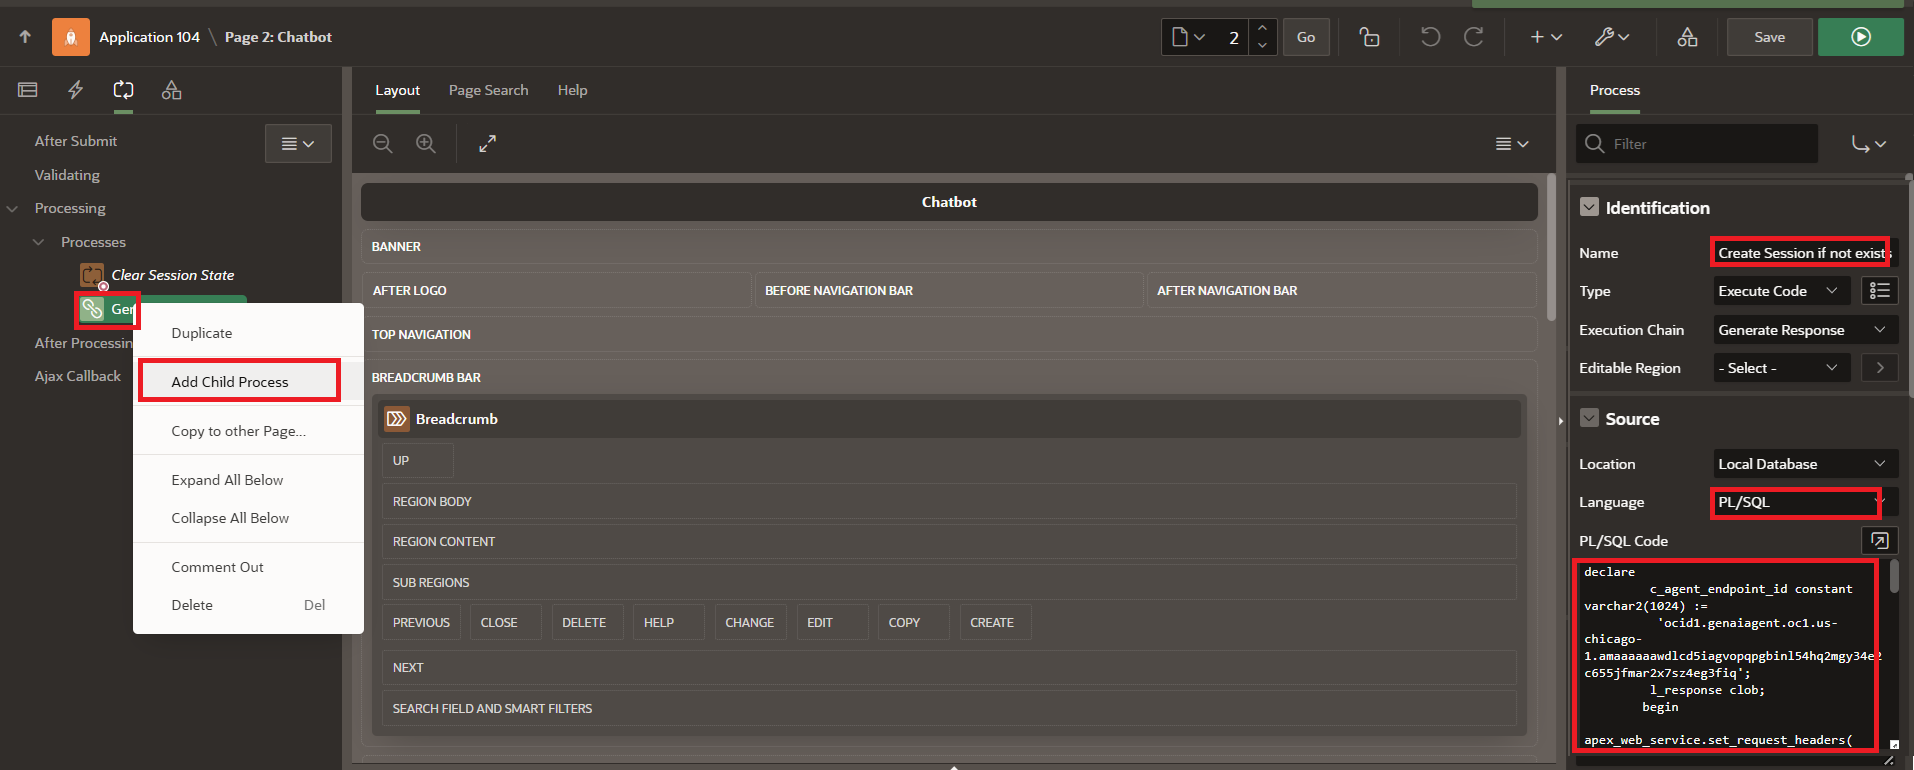 Application 104 \ Page 2: Chatbot
2
Go
Save
After Submit
Validating
Processing
Processes
Clear Session State
Ger
After Processin
Ajax Callback
Duplicate
Add Child Process
Copy to other Page...
Expand All Below
Collapse All Below
Comment Out
Delete Del
Layout Page Search Help
Chatbot
BANNER
AFTER LOGO BEFORE NAVIGATION BAR AFTER NAVIGATION BAR
TOP NAVIGATION
BREADCRUMB BAR
Breadcrumb
UP
REGION BODY
REGION CONTENT
SUB REGIONS
PREVIOUS CLOSE DELETE HELP CHANGE EDIT COPY CREATE
NEXT
SEARCH FIELD AND SMART FILTERS
Process
Filter
Identification
Name Create Session if not exists
Type Execute Code
Execution Chain Generate Response
Editable Region - Select -
Source
Location Local Database
Language PL/SQL
PL/SQL Code
declare
c_agent_endpoint_id constant
varchar2(1024) :=
'ocid1.genaiagent.oc1.us-
chicago-
1.amaaaaaawdlcd5iagvopqpgbinl54hq2mgy34e2
c655jfmar2x7sz4eg3fiq';
l_response clob;
begin
apex_web_service.set_request_headers(